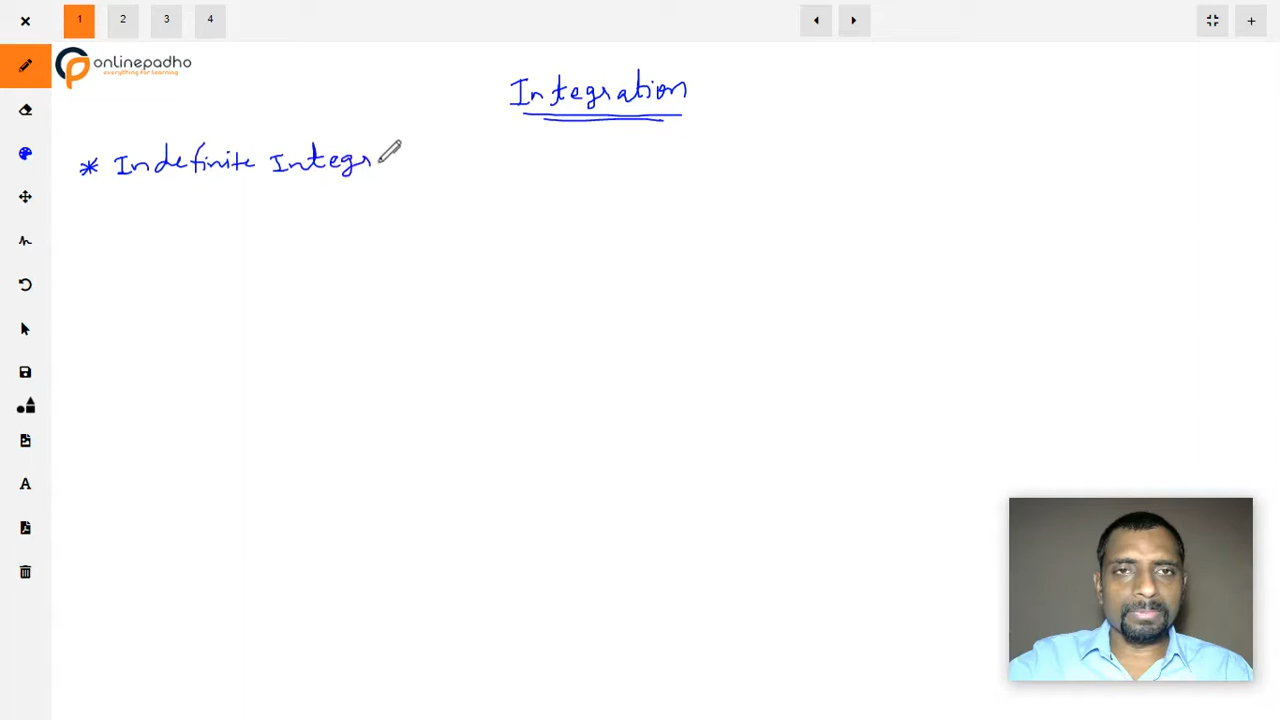 1 2 3 4
onlinepadho
everything for learning
Integration
* Indefinite Integr
A